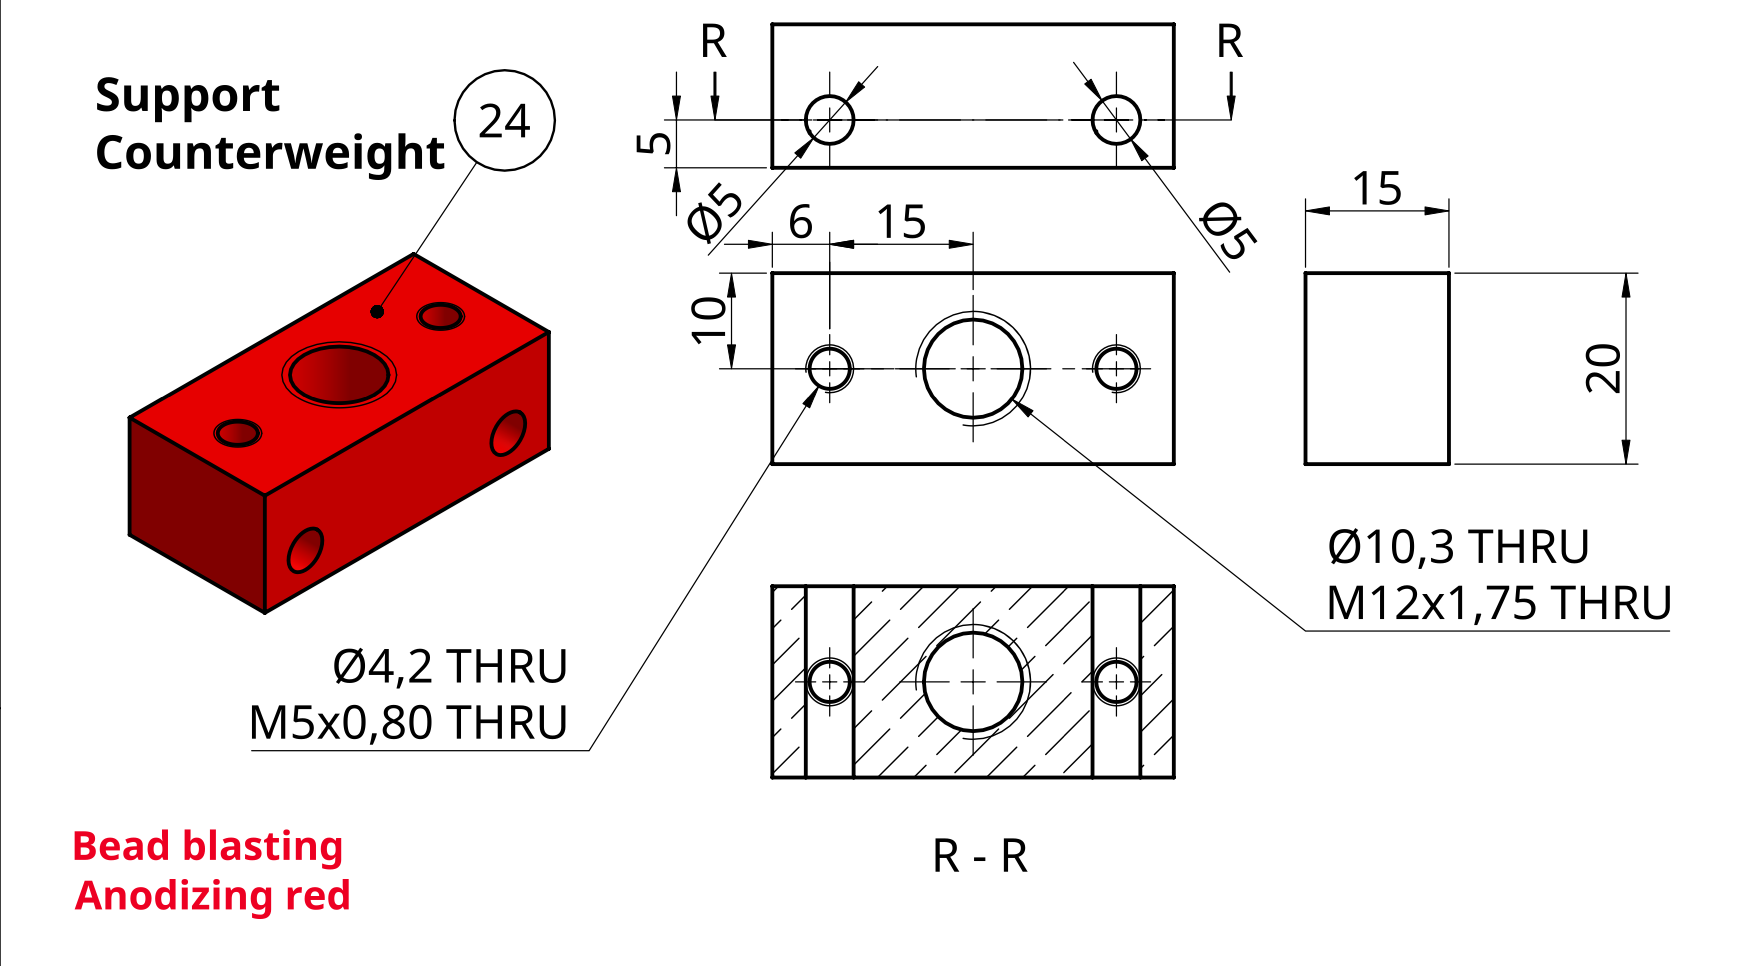 Support
Counterweight
24
R
R
5
Ø5
Ø5
6
15
10
15
20
Ø10,3 THRU
M12x1,75 THRU
Ø4,2 THRU
M5x0,80 THRU
R - R
Bead blasting
Anodizing red